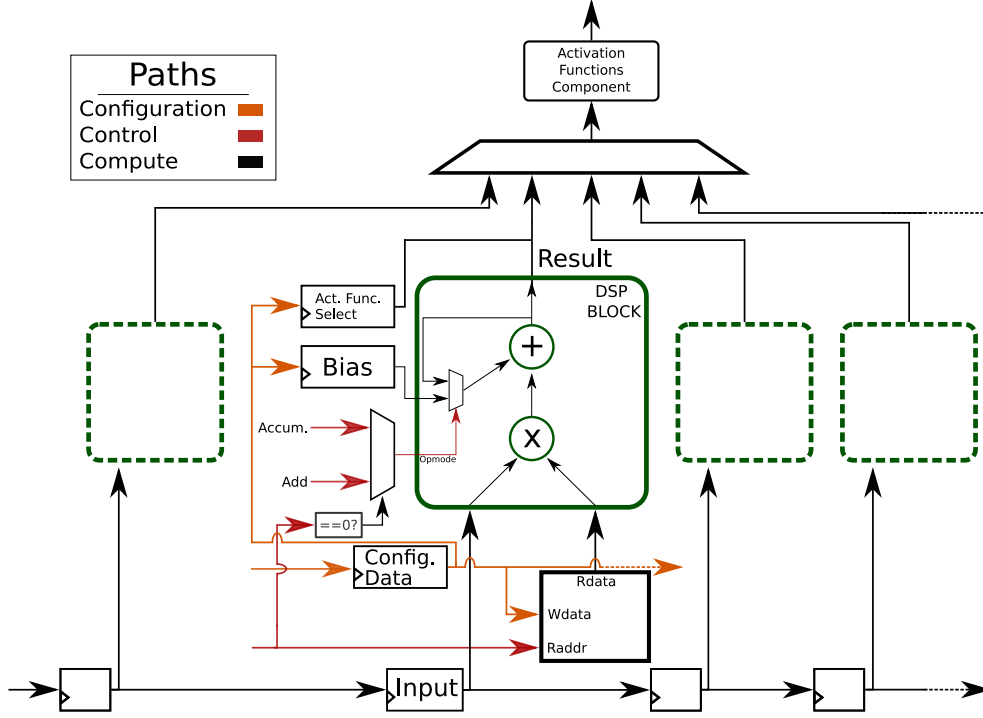 Activation
Functions
Component
Paths
Configuration
Control
Compute
Result
DSP
BLOCK
Act. Func.
Select
+
Bias
Accum.
x
Opmode
Add
==0?
Config.
Data
Rdata
Wdata
Raddr
Input